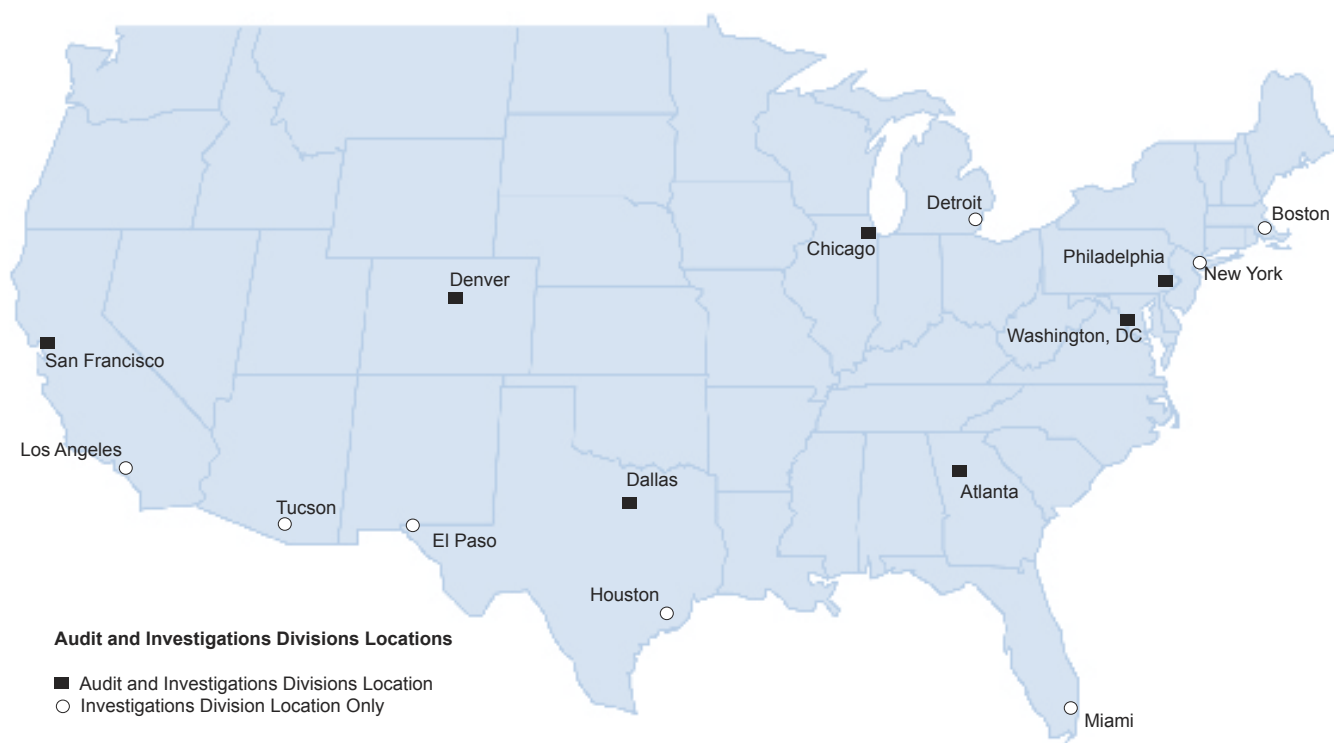 Detroit
Boston
Chicago
Philadelphia
New York
Denver
Washington, DC
San Francisco
Los Angeles
Dallas
Atlanta
Tucson
El Paso
Houston
Audit and Investigations Divisions Locations
Audit and Investigations Divisions Location
Investigations Division Location Only
Miami